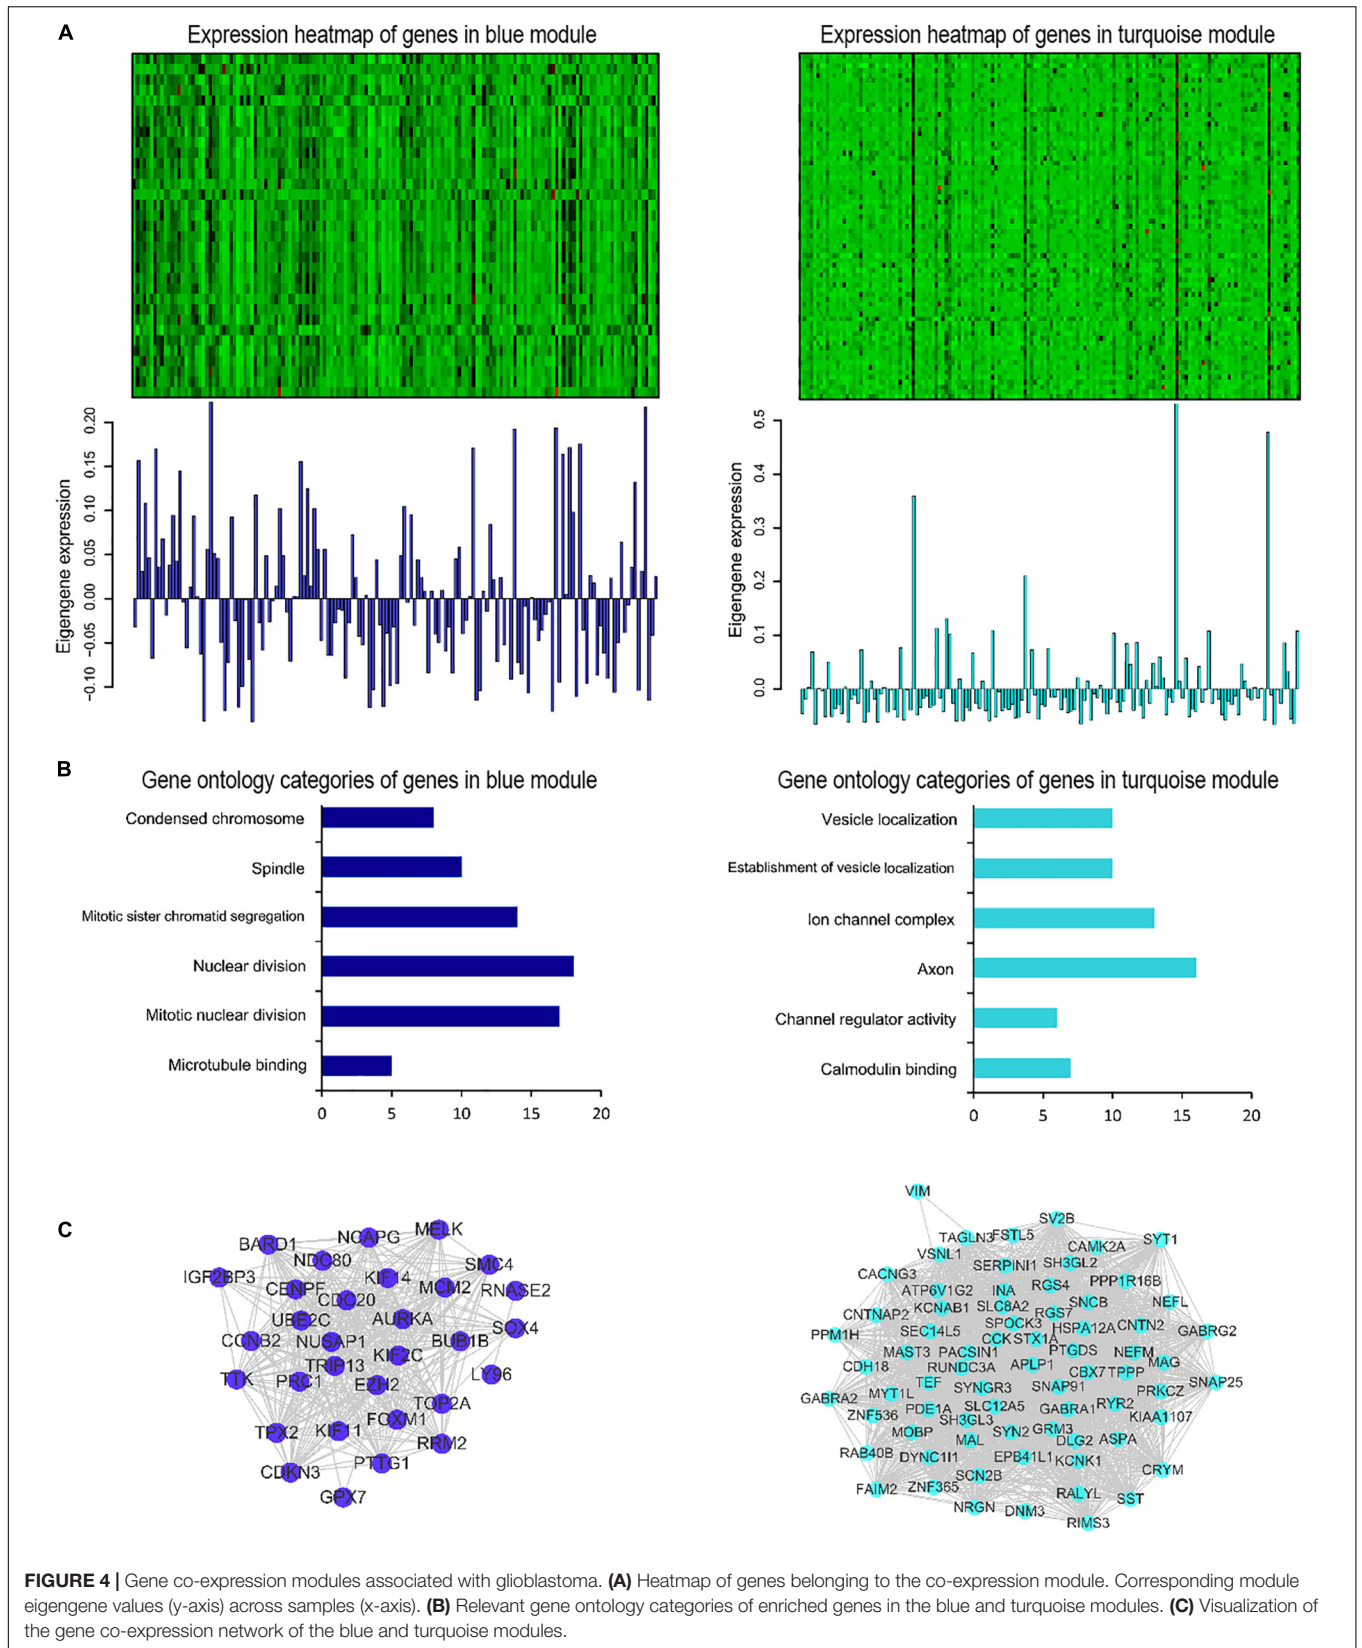 A
Expression heatmap of genes in blue module
Expression heatmap of genes in turquoise module
Eigengene expression
0.20
0.15
0.10
0.05
0.00
−0.05
−0.10
Eigengene expression
0.5
0.4
0.3
0.2
0.1
0.0
B
Gene ontology categories of genes in blue module
Condensed chromosome
Spindle
Mitotic sister chromatid segregation
Nuclear division
Mitotic nuclear division
Microtubule binding
0 5 10 15 20
Gene ontology categories of genes in turquoise module
Vesicle localization
Establishment of vesicle localization
Ion channel complex
Axon
Channel regulator activity
Calmodulin binding
0 5 10 15 20
C
MELK
NCAPG
BARD1
NDC80
SMC4
IGF2BP3
KIF14
CENPF
MCM2
RNASE2
CDC20
UBE2C
AURKA
SOX4
CCNB2
NUSAP1
BUB1B
KIF2C
TRIP13
LY96
TTK
PRC1
EZH2
TOP2A
FOXM1
TPX2
KIF11
RRM2
PTTG1
CDKN3
GPX7
VIM
SV2B
TAGLN3
FSTL5
SYT1
CAMK2A
VSNL1
SERPINI1
SH3GL2
CACNG3
RGS4
PPP1R16B
ATP6V1G2
INA
SNCB
NEFL
KCNAB1
SLC8A2
RGS7
CNTNAP2
SPOCK3
HSPA12A
CNTN2
SEC14L5
GABRG2
PPM1H
CCK
STX1A
MAST3
PACSIN1
PTGDS
NEFM
MAG
CDH18
RUNDC3A
APLP1
CBX7
TPPP
TEF
SYNGR3
SNAP91
SNAP25
MYT1L
PRKCZ
GABRA2
PDE1A
SLC12A5
GABRA1
RYR2
ZNF536
SH3GL3
KIAA1107
MOBP
SYN2
GRM3
MAL
DLG2
ASPA
RAB40B
DYNC1I1
EPB41L1
KCNK1
CRYM
SCN2B
FAIM2
ZNF365
RALYL
SST
NRGN
DNM3
RIMS3
FIGURE 4 | Gene co-expression modules associated with glioblastoma. (A) Heatmap of genes belonging to the co-expression module. Corresponding module
eigengene values (y-axis) across samples (x-axis). (B) Relevant gene ontology categories of enriched genes in the blue and turquoise modules. (C) Visualization of
the gene co-expression network of the blue and turquoise modules.